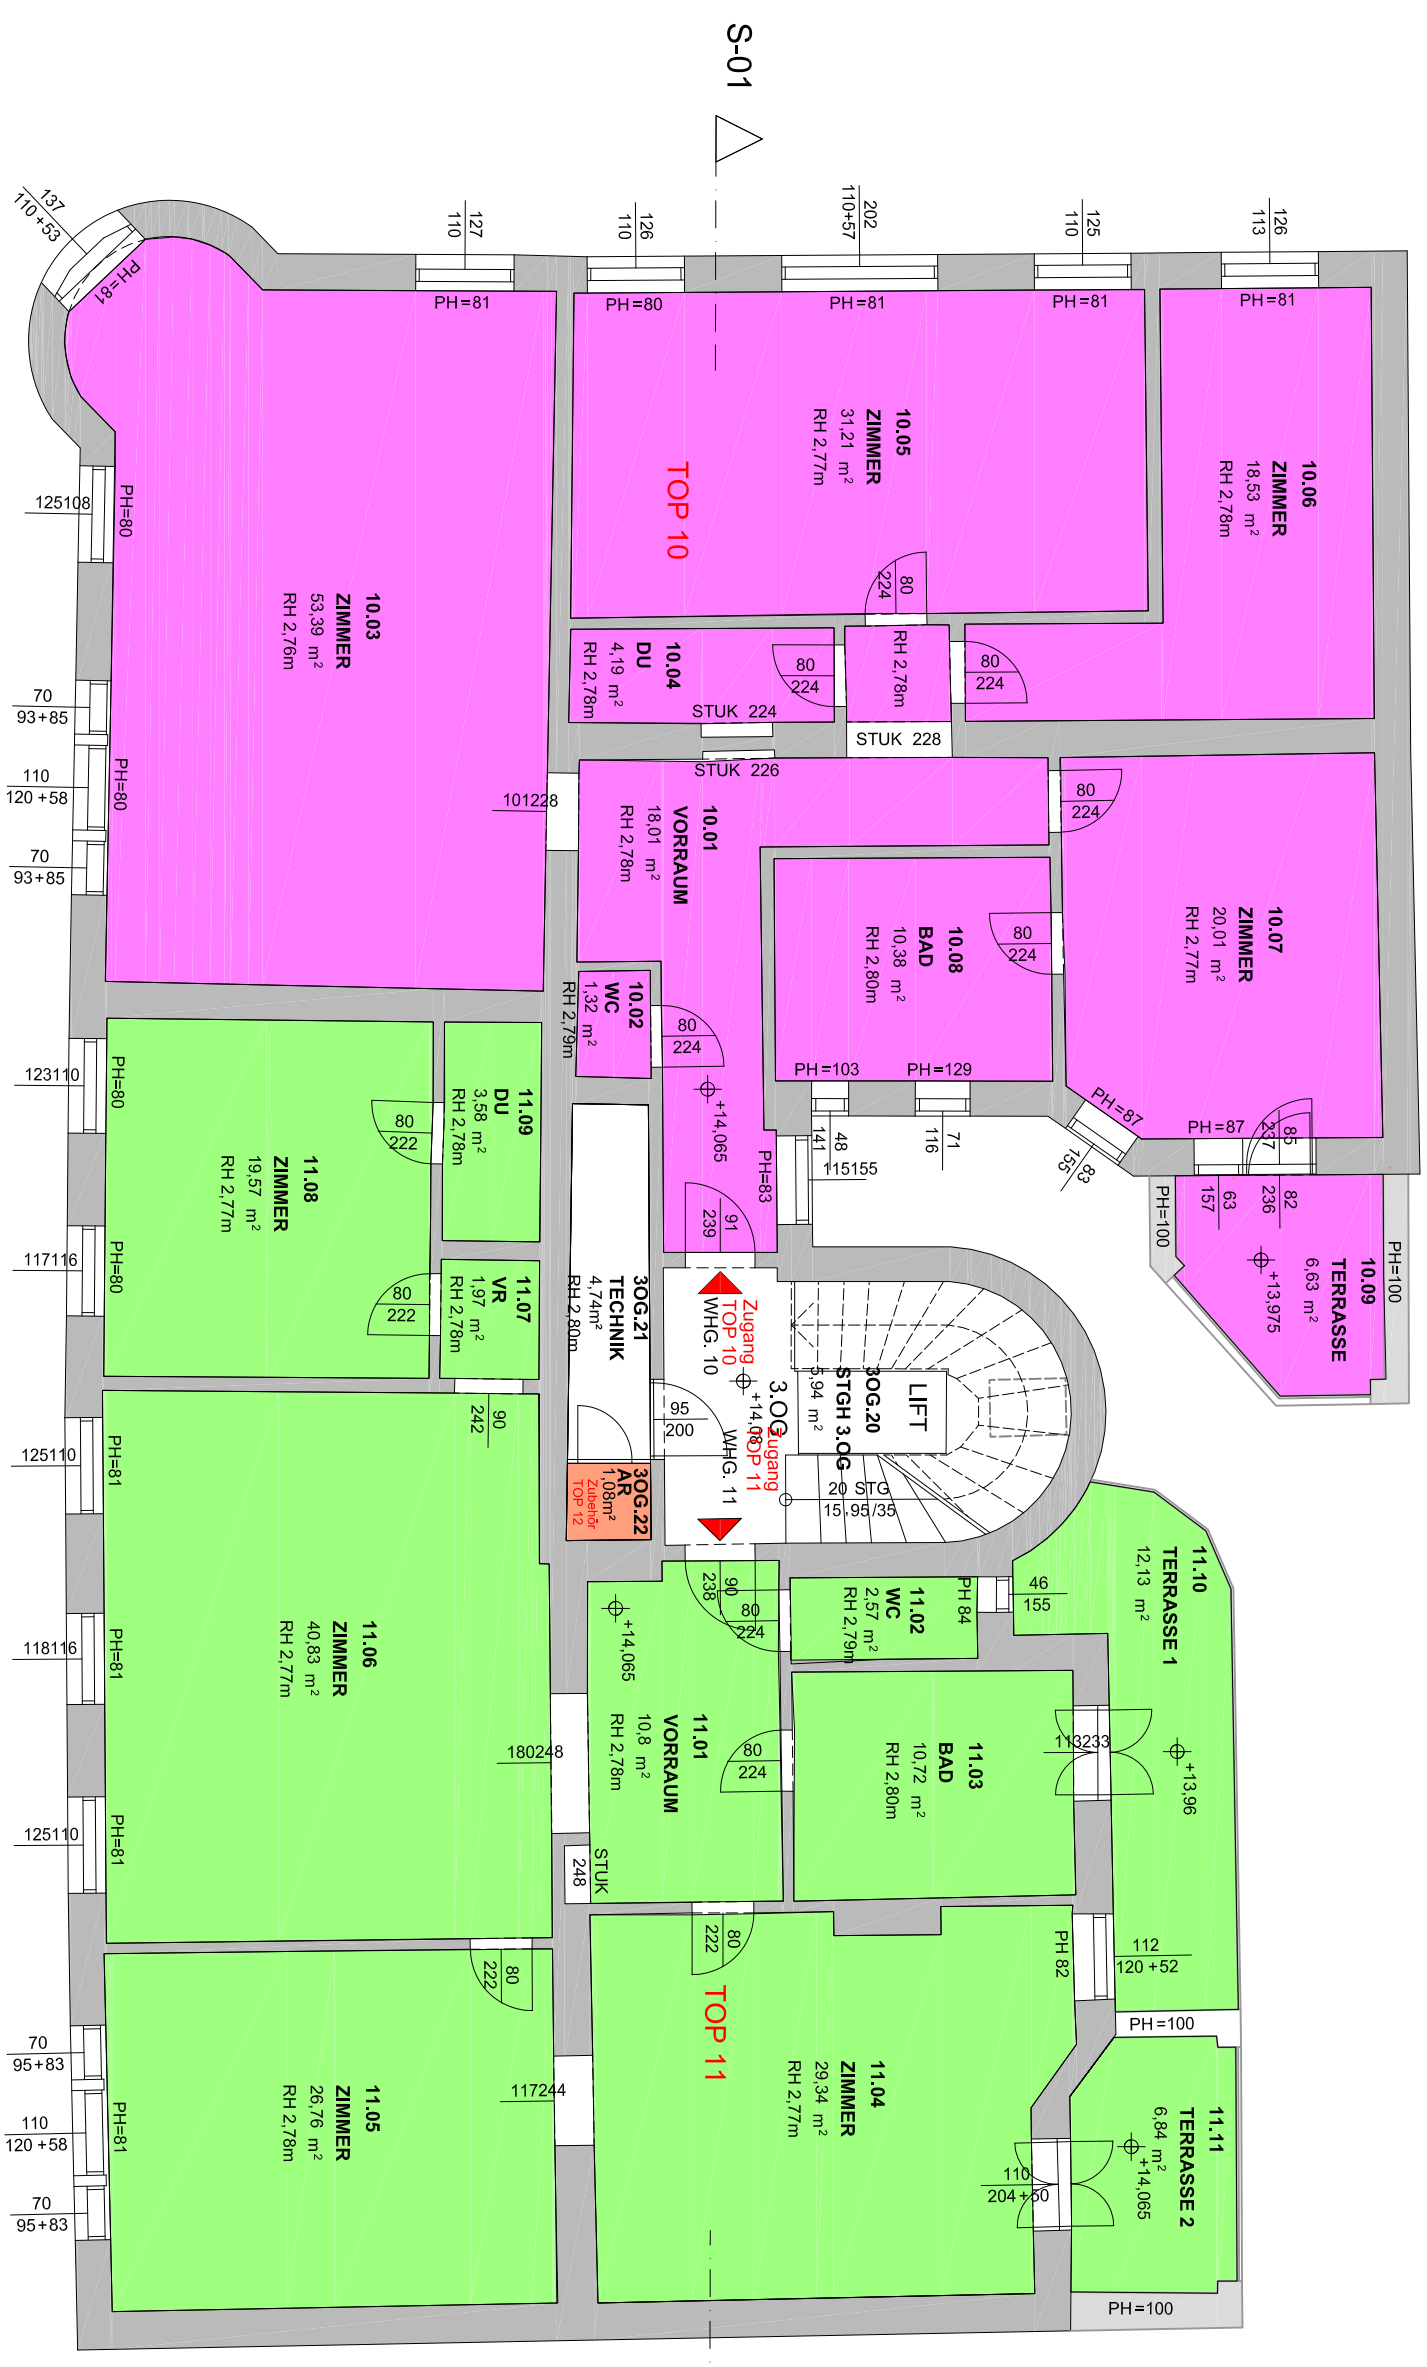 S-01
137
110+53
PH=81
127
110
PH=81
126
110
PH=80
202
110+57
PH=81
125
110
PH=81
126
113
PH=81
10.03
ZIMMER
53,39 m²
RH 2,76m
10.05
ZIMMER
31,21 m²
RH 2,77m
TOP 10
10.06
ZIMMER
18,53 m²
RH 2,78m
125108
PH=80
80
224
10.04
DU
4,19 m²
RH 2,78m
80
224
RH 2,78m
80
224
STUK 224
STUK 228
STUK 226
70
93+85
110
120+58
PH=80
70
93+85
101228
10.01
VORRAUM
18,01 m²
RH 2,78m
80
224
10.08
BAD
10,38 m²
RH 2,80m
80
224
10.07
ZIMMER
20,01 m²
RH 2,77m
10.02
WC
1,32 m²
RH 2,79m
80
224
+14,065
PH=103
PH=129
48
141
71
116
PH=87
83
155
PH=87
85
237
63
157
82
236
PH=83
115155
91
239
PH=100
PH=100
10.09
TERRASSE
6,63 m²
+13,975
123110
PH=80
11.08
ZIMMER
19,57 m²
RH 2,77m
11.09
DU
3,58 m²
RH 2,78m
80
222
117116
PH=80
11.07
VR
1,97 m²
RH 2,78m
80
222
90
242
3OG.21
TECHNIK
4,74m²
RH 2,80m
95
200
3OG.22
AR
1,08m²
Zubehör
TOP 12
Zugang
TOP 10
WHG. 10
+14,08
3.OG
Zugang
TOP 11
WHG. 11
LIFT
3OG.20
STGH 3.OG
5,94 m²
20 STG
15,95/35
125110
PH=81
118116
PH=81
125110
PH=81
11.06
ZIMMER
40,83 m²
RH 2,77m
180248
90
238
80
224
+14,065
11.02
WC
2,57 m²
RH 2,79m
PH 84
46
155
11.10
TERRASSE 1
12,13 m²
+13,96
11.01
VORRAUM
10,8 m²
RH 2,78m
80
224
11.03
BAD
10,72 m²
RH 2,80m
113233
STUK
248
80
222
80
222
PH 82
112
120+52
PH=100
TOP 11
70
95+83
110
120+58
PH=81
70
95+83
11.05
ZIMMER
26,76 m²
RH 2,78m
117244
11.04
ZIMMER
29,34 m²
RH 2,77m
110
204+50
11.11
TERRASSE 2
6,84 m²
+14,065
PH=100